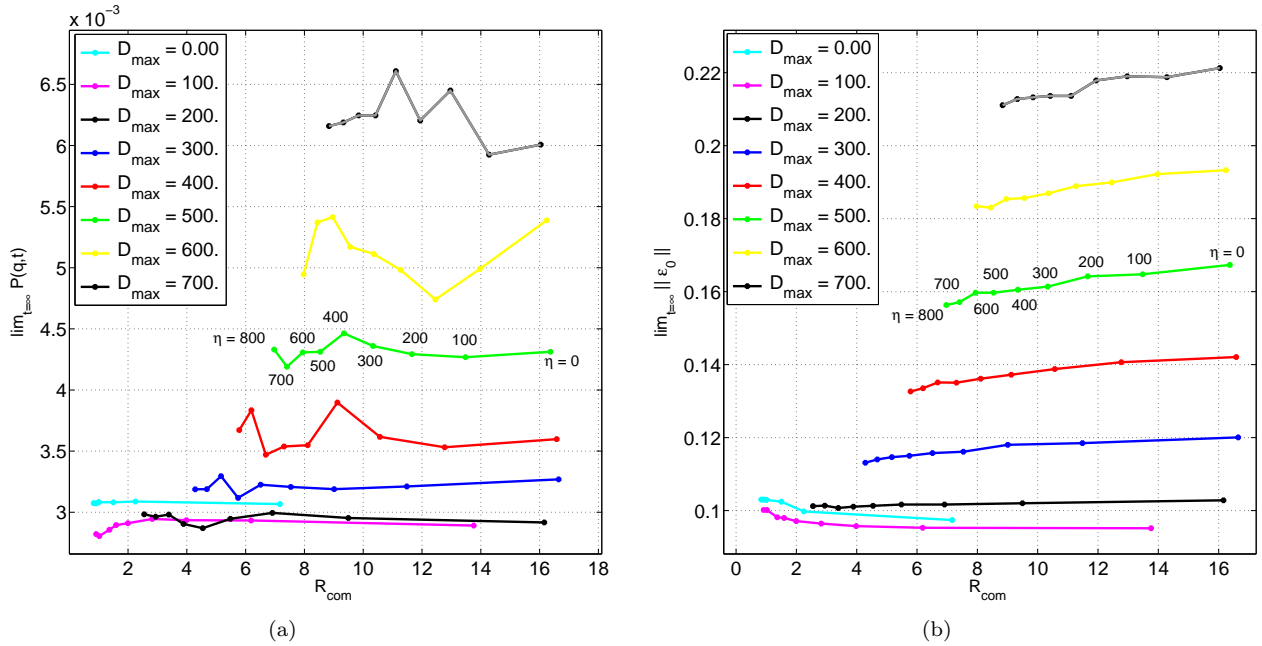 x 10⁻³
lim_{t=∞} P(q,t)
6.5
6
5.5
5
4.5
4
3.5
3
D_max = 0.00
D_max = 100.
D_max = 200.
D_max = 300.
D_max = 400.
D_max = 500.
D_max = 600.
D_max = 700.
η = 800
700
600
500
400
300
200
100
η = 0
2 4 6 8 10 12 14 16 18
R_com
(a)
lim_{t=∞} || ε_0 ||
0.22
0.2
0.18
0.16
0.14
0.12
0.1
D_max = 0.00
D_max = 100.
D_max = 200.
D_max = 300.
D_max = 400.
D_max = 500.
D_max = 600.
D_max = 700.
η = 800
700
600
500
400
300
200
100
η = 0
0 2 4 6 8 10 12 14 16
R_com
(b)